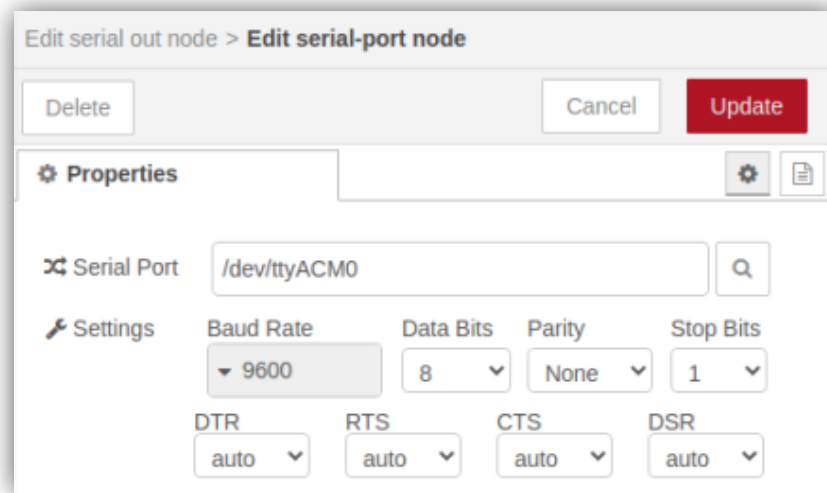 Edit serial out node > Edit serial-port node
Delete Cancel Update
Properties
Serial Port /dev/ttyACM0
Settings Baud Rate Data Bits Parity Stop Bits
9600 8 None 1
DTR RTS CTS DSR
auto auto auto auto